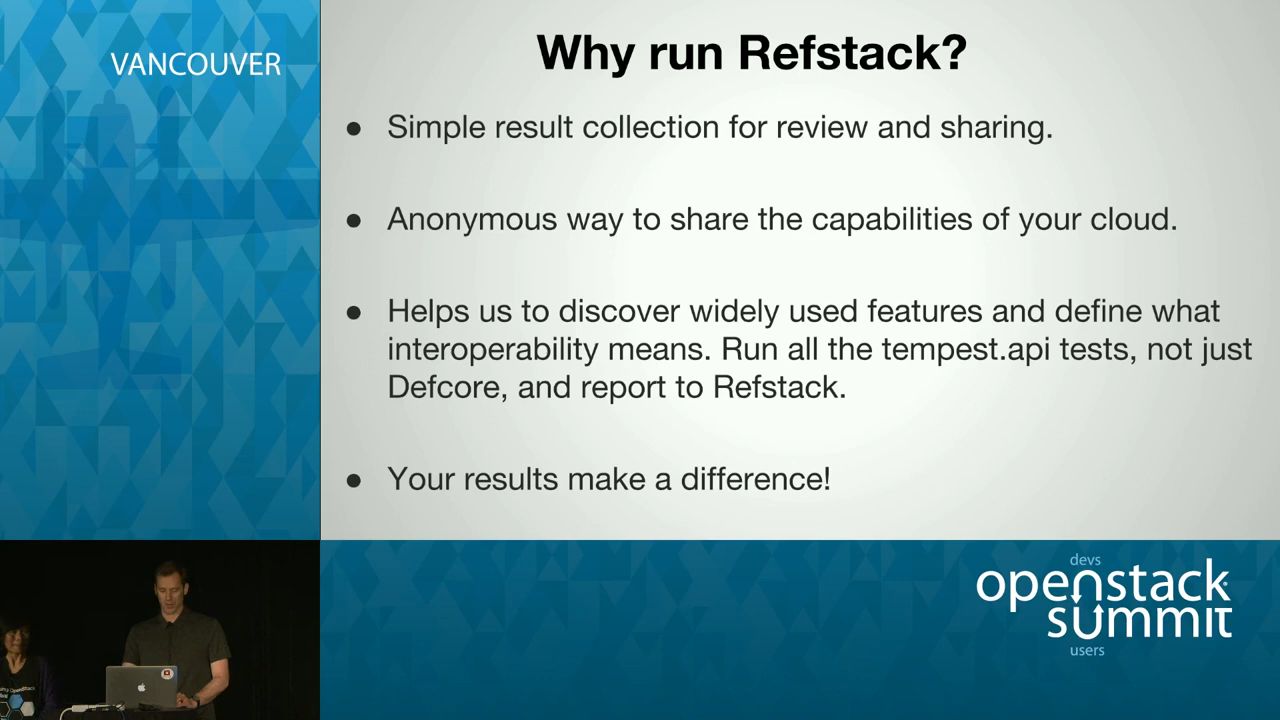 VANCOUVER
Why run Refstack?
● Simple result collection for review and sharing.
● Anonymous way to share the capabilities of your cloud.
● Helps us to discover widely used features and define what
interoperability means. Run all the tempest.api tests, not just
Defcore, and report to Refstack.
● Your results make a difference!
devs
openstack
summit
users